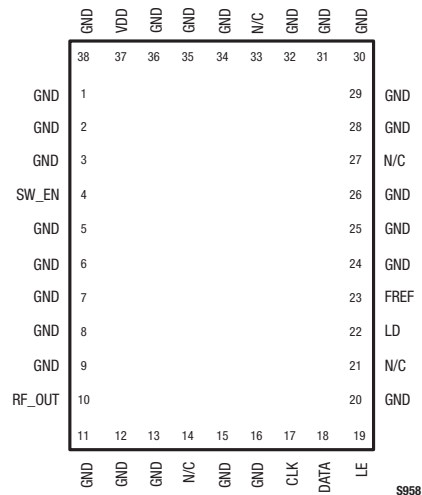 GND VDD GND GND GND N/C GND GND GND
38 37 36 35 34 33 32 31 30
GND 1 29 GND
GND 2 28 GND
GND 3 27 N/C
SW_EN 4 26 GND
GND 5 25 GND
GND 6 24 GND
GND 7 23 FREF
GND 8 22 LD
GND 9 21 N/C
RF_OUT 10 20 GND
11 12 13 14 15 16 17 18 19
GND GND GND N/C GND GND CLK DATA LE
S958